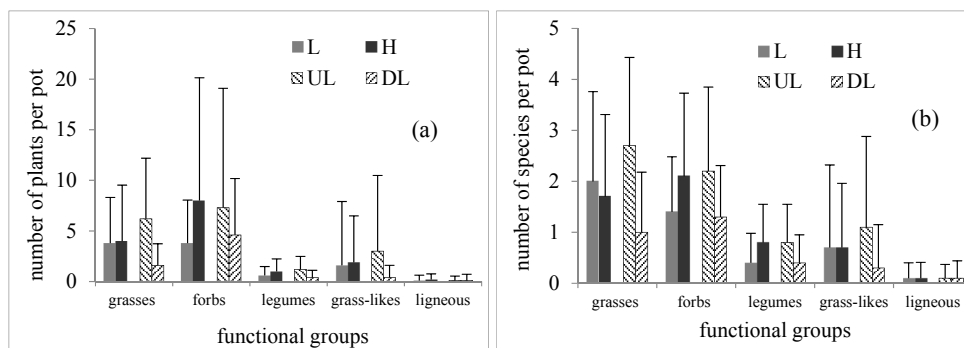 25
20
15
10
5
0
number of plants per pot
L H
UL DL
(a)
grasses forbs legumes grass-likes ligneous
functional groups
5
4
3
2
1
0
number of species per pot
L H
UL DL
(b)
grasses forbs legumes grass-likes ligneous
functional groups